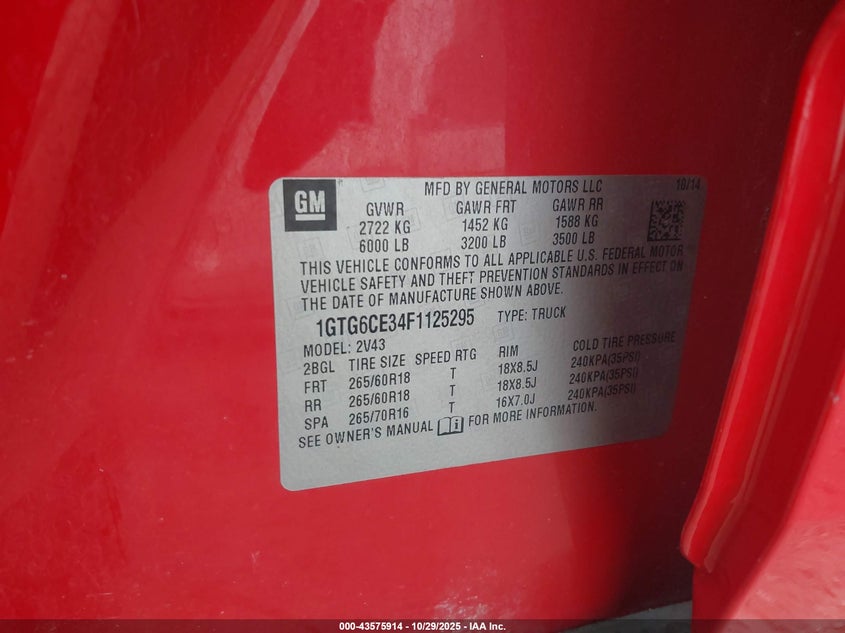 GM
MFD BY GENERAL MOTORS LLC 10/14
GVWR GAWR FRT GAWR RR
2722 KG 1452 KG 1588 KG
6000 LB 3200 LB 3500 LB
THIS VEHICLE CONFORMS TO ALL APPLICABLE U.S. FEDERAL MOTOR
VEHICLE SAFETY AND THEFT PREVENTION STANDARDS IN EFFECT ON
THE DATE OF MANUFACTURE SHOWN ABOVE.
1GTG6CE34F1125295 TYPE: TRUCK
MODEL: 2V43
2BGL TIRE SIZE SPEED RTG RIM COLD TIRE PRESSURE
FRT 265/60R18 T 18X8.5J 240KPA(35PSI)
RR 265/60R18 T 18X8.5J 240KPA(35PSI)
SPA 265/70R16 T 16X7.0J 240KPA(35PSI)
SEE OWNER'S MANUAL FOR MORE INFORMATION.
000-43575914 - 10/29/2025 - IAA Inc.